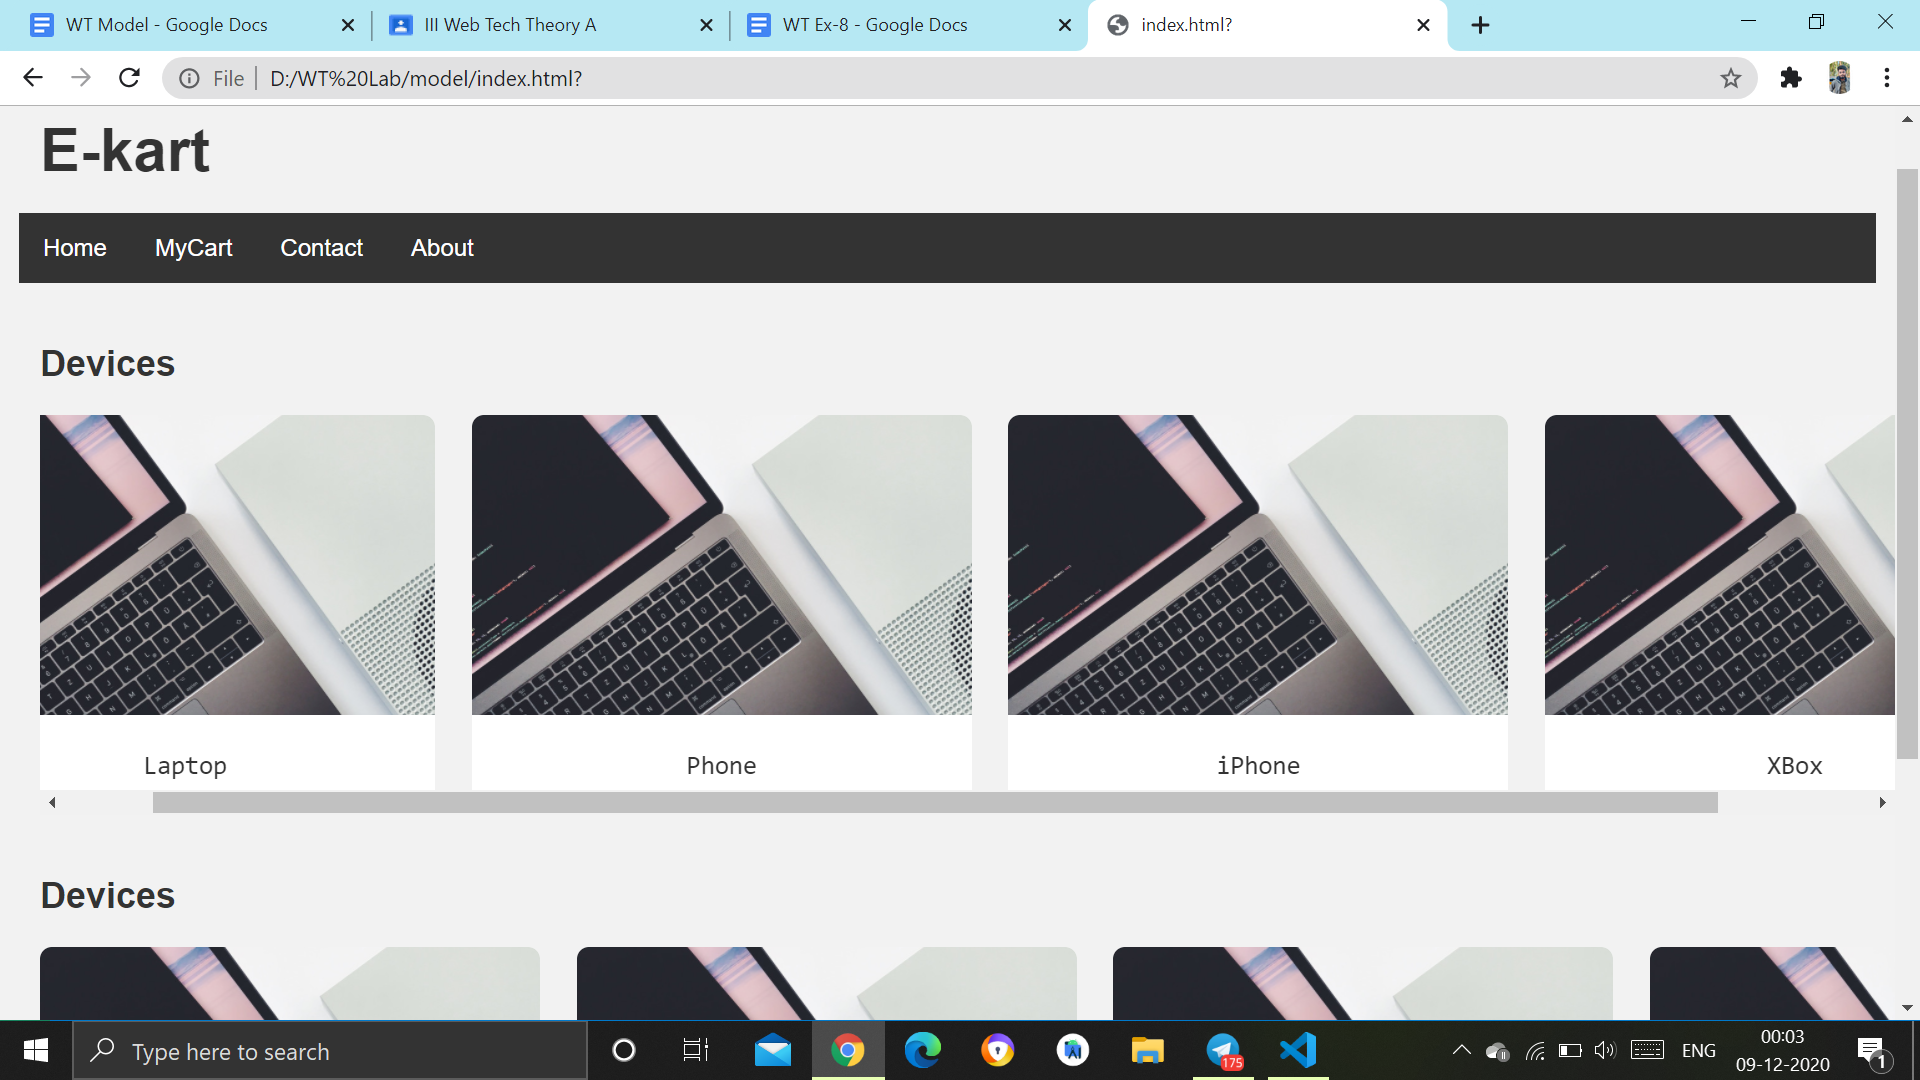 WT Model - Google Docs
III Web Tech Theory A
WT Ex-8 - Google Docs
index.html?
File
D:/WT%20Lab/model/index.html?
E-kart
Home MyCart Contact About
Devices
Laptop Phone iPhone XBox
Devices
Type here to search
175
ENG
00:03
09-12-2020
1